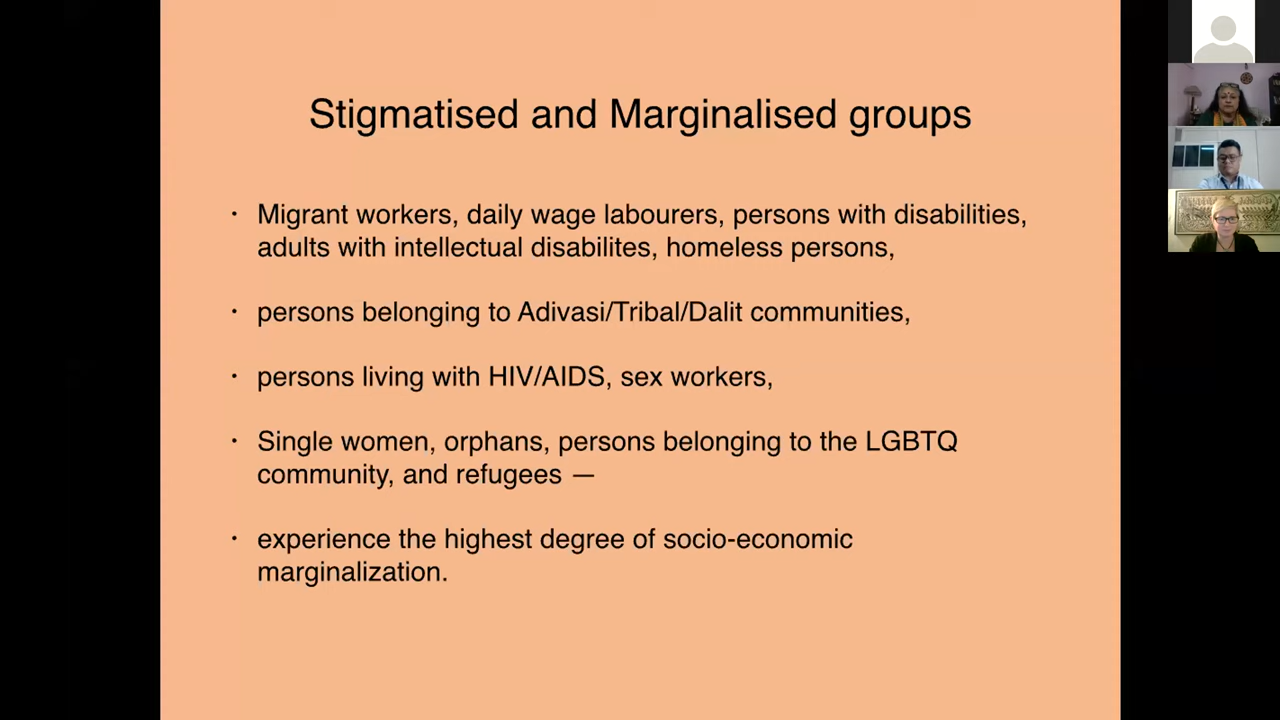 Stigmatised and Marginalised groups
· Migrant workers, daily wage labourers, persons with disabilities,
adults with intellectual disabilites, homeless persons,
· persons belonging to Adivasi/Tribal/Dalit communities,
· persons living with HIV/AIDS, sex workers,
· Single women, orphans, persons belonging to the LGBTQ
community, and refugees —
· experience the highest degree of socio-economic
marginalization.